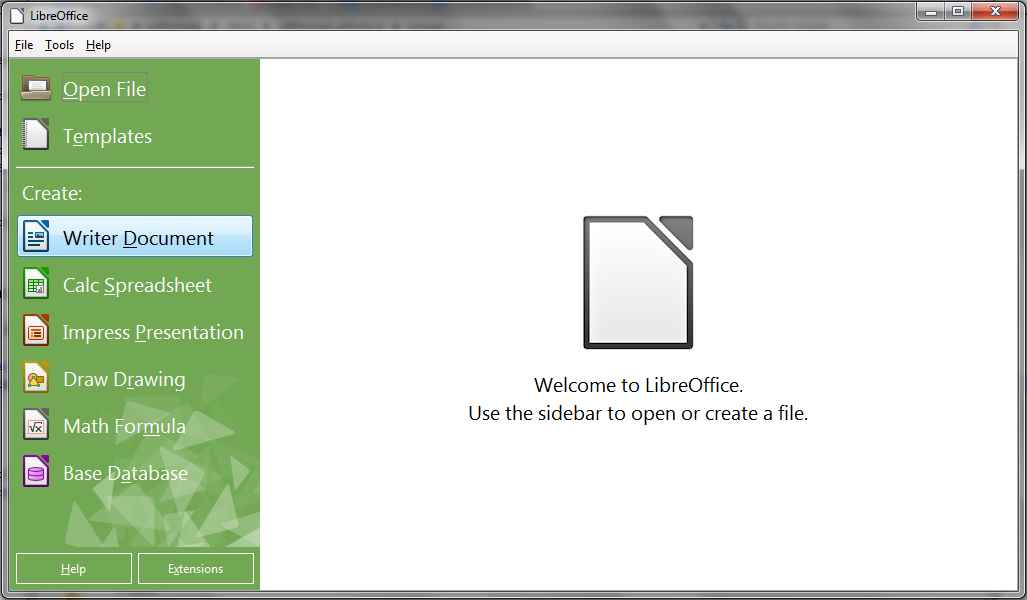 LibreOffice
File Tools Help
Open File
Templates
Create:
Writer Document
Calc Spreadsheet
Impress Presentation
Draw Drawing
Math Formula
Base Database
Help Extensions
Welcome to LibreOffice.
Use the sidebar to open or create a file.